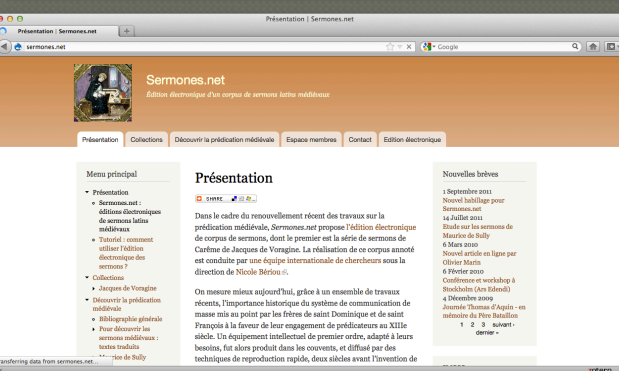 Présentation | Sermones.net
Présentation | Sermones.net
sermones.net
Google
Sermones.net
Édition électronique d'un corpus de sermons latins médiévaux
Présentation
Collections
Découvrir la prédication médiévale
Espace membres
Contact
Edition électronique
Menu principal
Présentation
Sermones.net :
éditions électroniques
de sermons latins
médiévaux
Tutoriel : comment
utiliser l'édition
électronique des
sermones ?
Collections
Jacques de Voragine
Découvrir la prédication
médiévale
Bibliographie générale
Pour découvrir les
sermons médiévaux :
textes traduits
Maurice de Sully
ransferring data from sermones.net...
Présentation
SHARE
Dans le cadre du renouvellement récent des travaux sur la
prédication médiévale, Sermones.net propose l'édition électronique
de corpus de sermons, dont le premier est la série de sermons de
Carême de Jacques de Voragine. La réalisation de ce corpus annoté
est conduite par une équipe internationale de chercheurs sous la
direction de Nicole Bériou
On mesure mieux aujourd'hui, grâce à un ensemble de travaux
récents, l'importance historique du système de communication de
masse mis au point par les frères de saint Dominique et de saint
François à la faveur de leur engagement de prédicateurs au XIIIe
siècle. Un équipement intellectuel de premier ordre, adapté à leurs
besoins, fut alors produit dans les couvents, et diffusé par des
techniques de reproduction rapide, deux siècles avant l'invention de
Nouvelles brèves
1 Septembre 2011
Nouvel habillage pour
Sermones.net
14 Juillet 2011
Etude sur les sermons de
Maurice de Sully
6 Mars 2010
Nouvel article en ligne par
Olivier Marin
6 Février 2010
Conférence et workshop à
Stockholm (Ars Edendi)
4 Décembre 2009
Journée Thomas d'Aquin - en
mémoire du Père Bataillon
1 2 3 suivant ›
dernier »